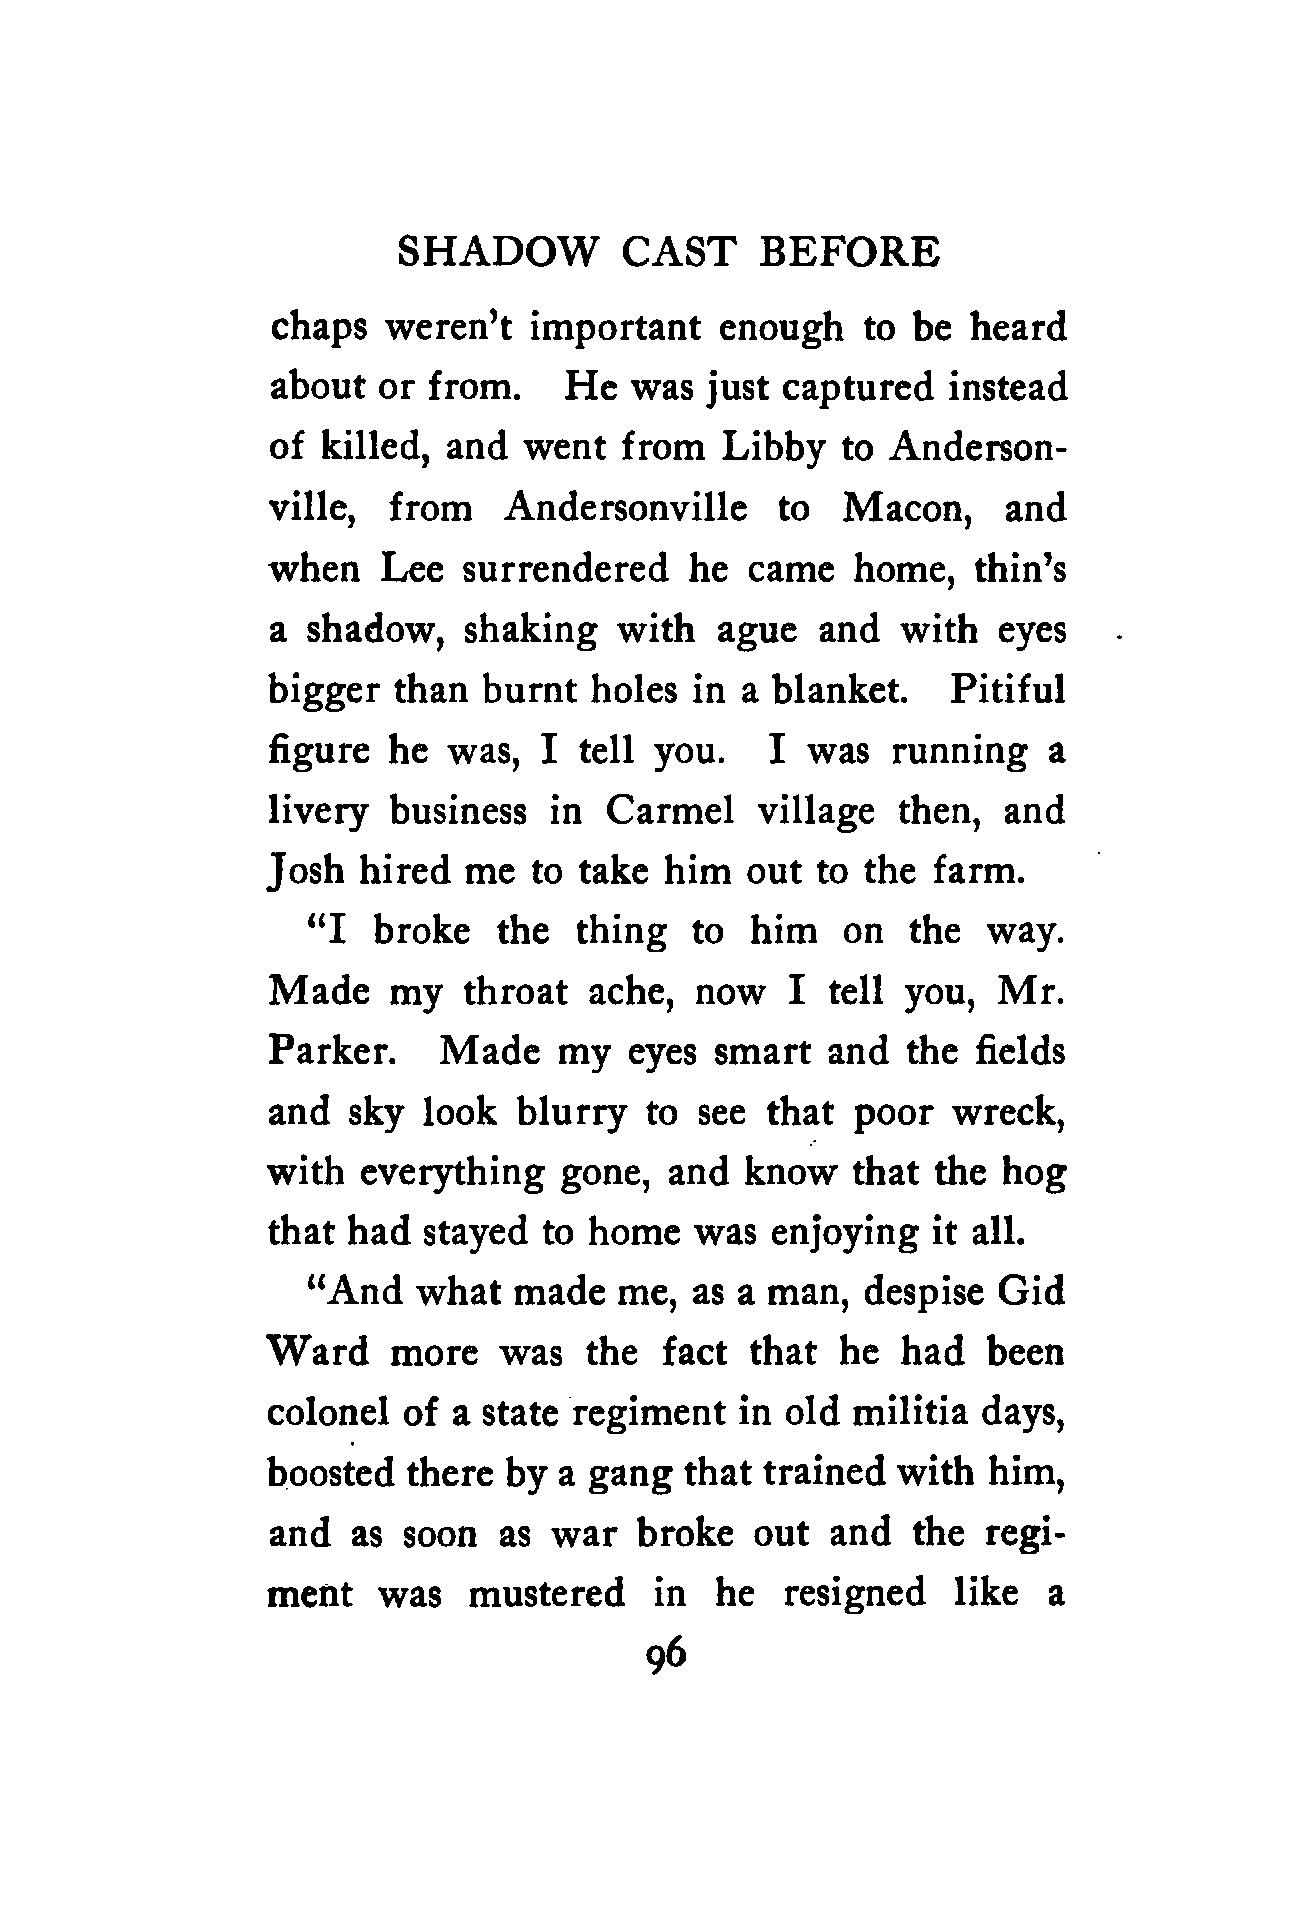 SHADOW CAST BEFORE
chaps weren't important enough to be heard
about or from. He was just captured instead
of killed, and went from Libby to Anderson-
ville, from Andersonville to Macon, and
when Lee surrendered he came home, thin's
a shadow, shaking with ague and with eyes
bigger than burnt holes in a blanket. Pitiful
figure he was, I tell you. I was running a
livery business in Carmel village then, and
Josh hired me to take him out to the farm.
"I broke the thing to him on the way.
Made my throat ache, now I tell you, Mr.
Parker. Made my eyes smart and the fields
and sky look blurry to see that poor wreck,
with everything gone, and know that the hog
that had stayed to home was enjoying it all.
"And what made me, as a man, despise Gid
Ward more was the fact that he had been
colonel of a state regiment in old militia days,
boosted there by a gang that trained with him,
and as soon as war broke out and the regi-
ment was mustered in he resigned like a
96